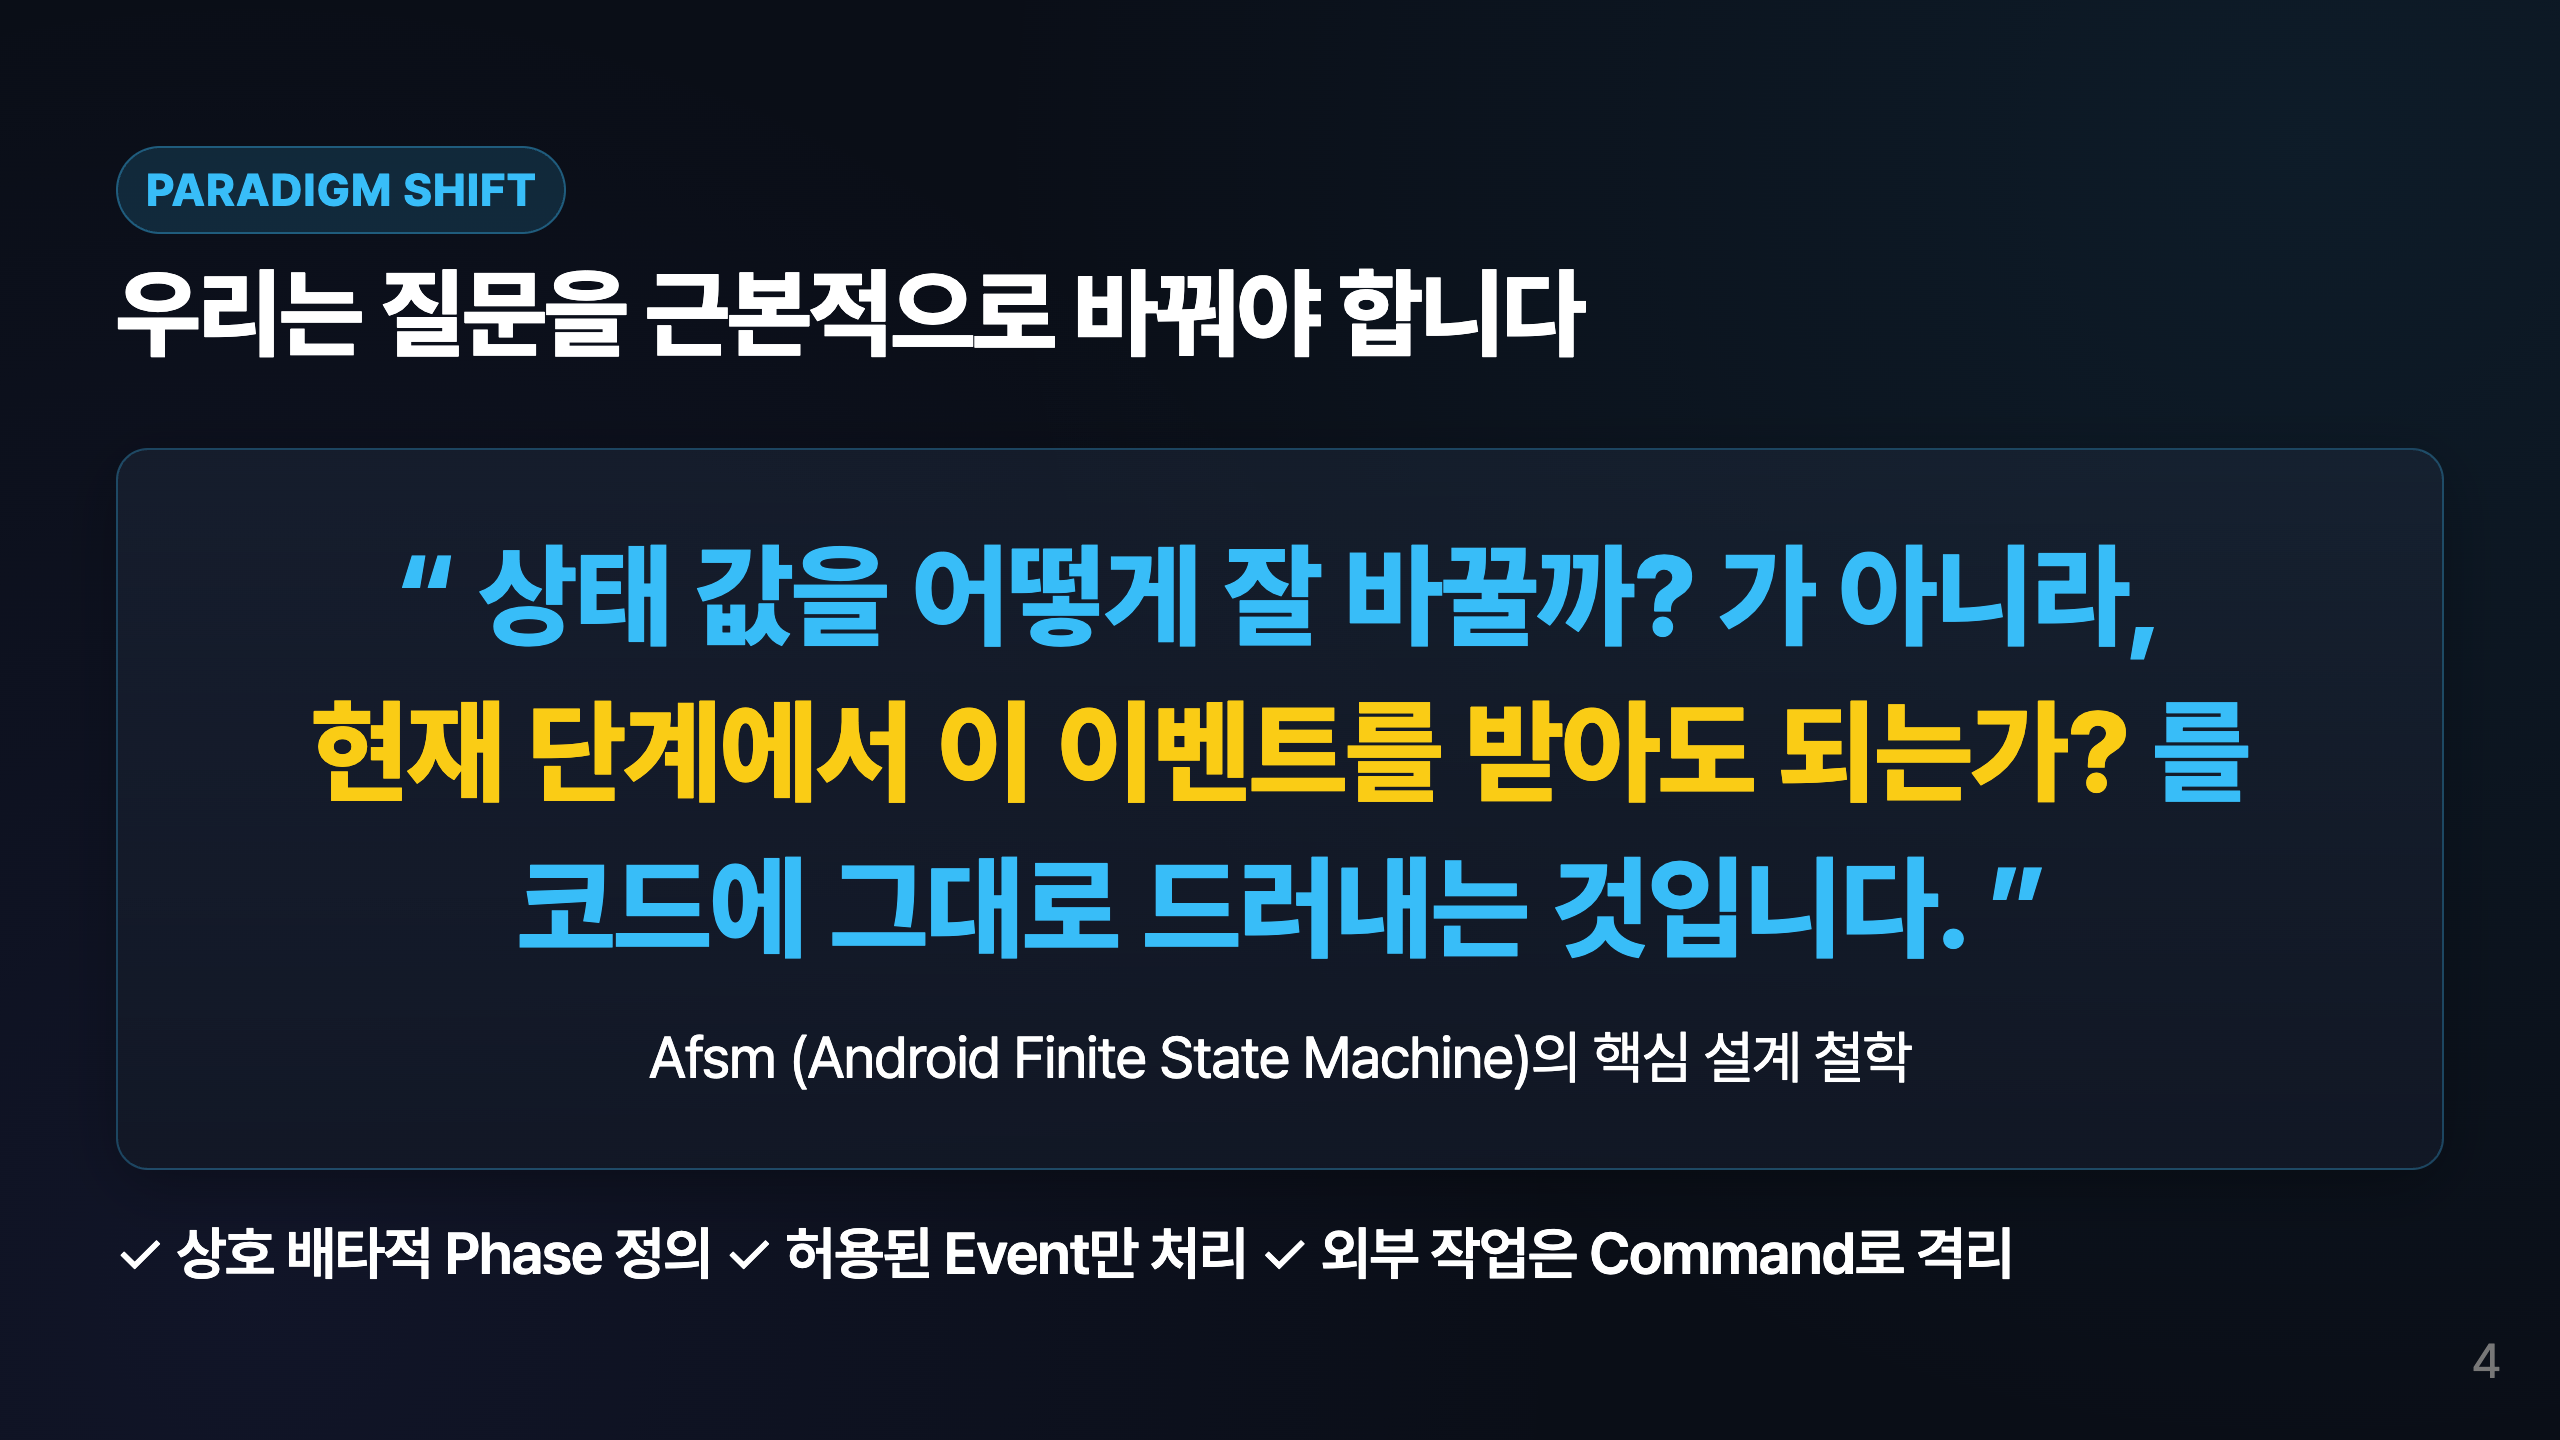 PARADIGM SHIFT
우리는 질문을 근본적으로 바꿔야 합니다
“ 상태 값을 어떻게 잘 바꿀까? 가 아니라,
현재 단계에서 이 이벤트를 받아도 되는가? 를
코드에 그대로 드러내는 것입니다. ”
Afsm (Android Finite State Machine)의 핵심 설계 철학
✓ 상호 배타적 Phase 정의 ✓ 허용된 Event만 처리 ✓ 외부 작업은 Command로 격리
4